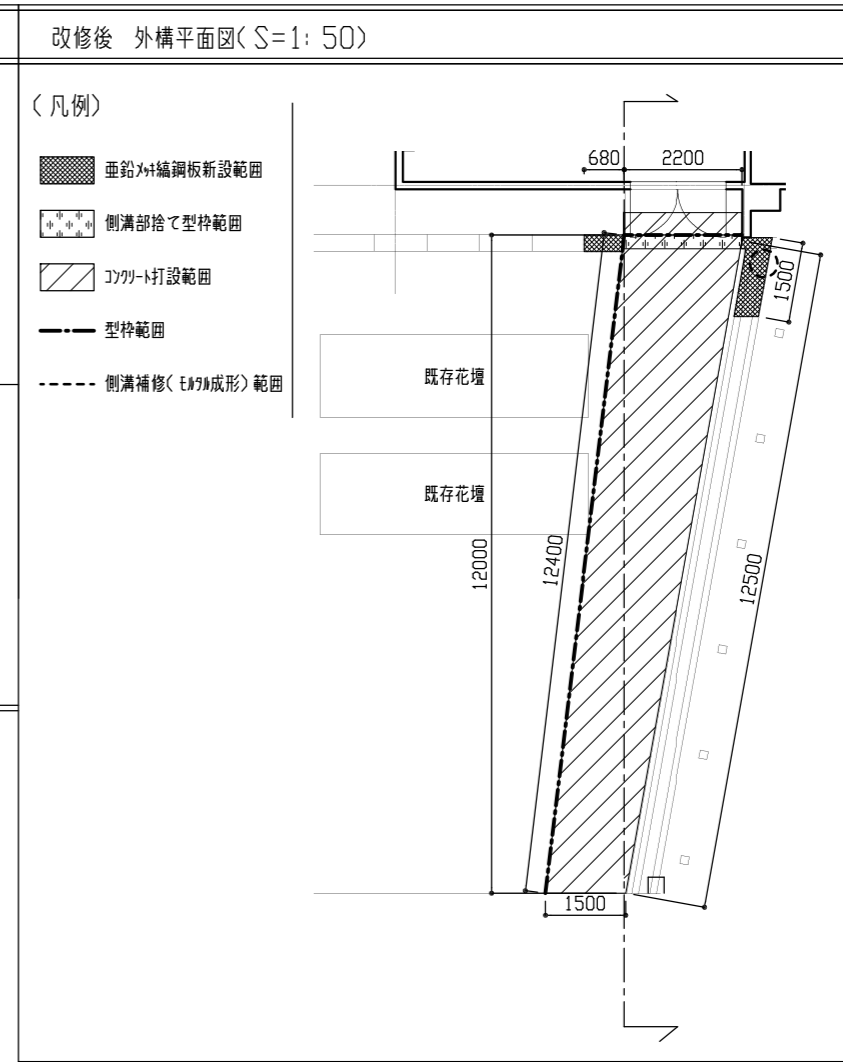 改修後 外構平面図(S=1:50)
(凡例)
亜鉛ﾒｯｷ縞鋼板新設範囲
側溝部捨て型枠範囲
ｺﾝｸﾘｰﾄ打設範囲
型枠範囲
側溝補修(ﾓﾙﾀﾙ成形)範囲
680
2200
1500
既存花壇
既存花壇
12000
12400
12500
1500